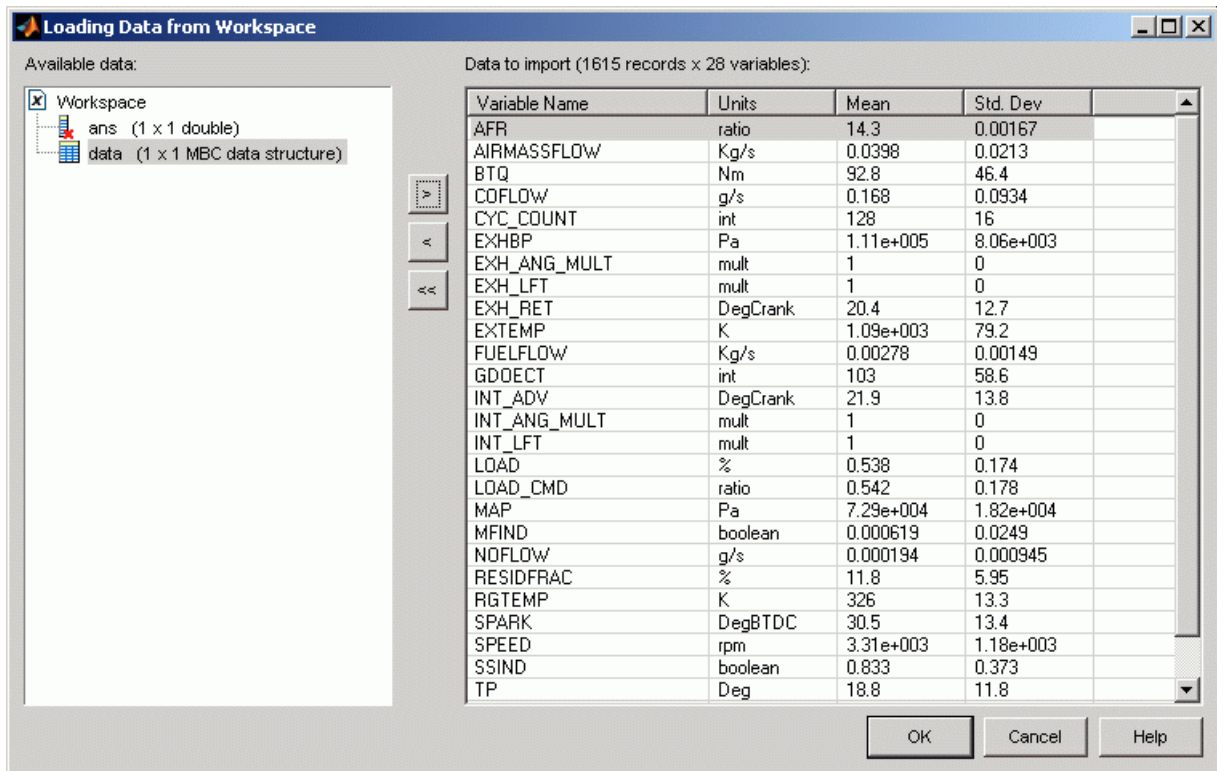 Loading Data from Workspace
Available data:
Workspace
ans (1 x 1 double)
data (1 x 1 MBC data structure)
>
<
<<
Data to import (1615 records x 28 variables):
Variable Name Units Mean Std. Dev
AFR ratio 14.3 0.00167
AIRMASSFLOW Kg/s 0.0398 0.0213
BTQ Nm 92.8 46.4
COFLOW g/s 0.168 0.0934
CYC_COUNT int 128 16
EXHBP Pa 1.11e+005 8.06e+003
EXH_ANG_MULT mult 1 0
EXH_LFT mult 1 0
EXH_RET DegCrank 20.4 12.7
EXTEMP K 1.09e+003 79.2
FUELFLOW Kg/s 0.00278 0.00149
GDOECT int 103 58.6
INT_ADV DegCrank 21.9 13.8
INT_ANG_MULT mult 1 0
INT_LFT mult 1 0
LOAD % 0.538 0.174
LOAD_CMD ratio 0.542 0.178
MAP Pa 7.29e+004 1.82e+004
MFIND boolean 0.000619 0.0249
NOFLOW g/s 0.000194 0.000945
RESIDFRAC % 11.8 5.95
RGTEMP K 326 13.3
SPARK DegBTDC 30.5 13.4
SPEED rpm 3.31e+003 1.18e+003
SSIND boolean 0.833 0.373
TP Deg 18.8 11.8
OK Cancel Help